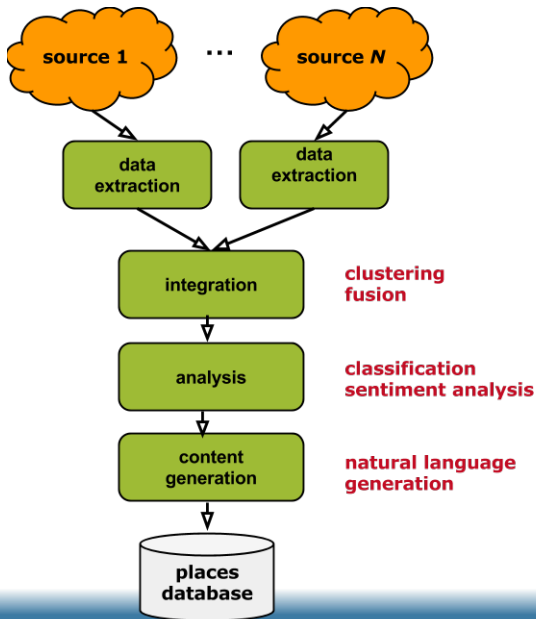 source 1
...
source N
data
extraction
data
extraction
integration
clustering
fusion
analysis
classification
sentiment analysis
content
generation
natural language
generation
places
database